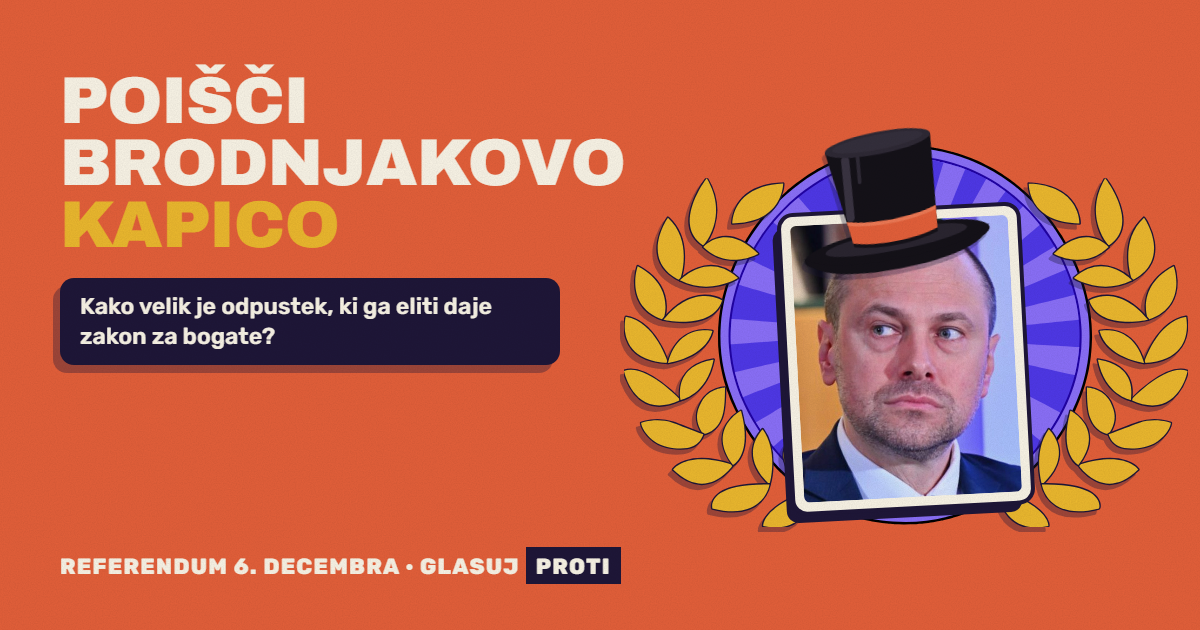 POIŠČI
BRODNJAKOVO
KAPICO
Kako velik je odpustek, ki ga eliti daje
zakon za bogate?
REFERENDUM 6. DECEMBRA • GLASUJ PROTI